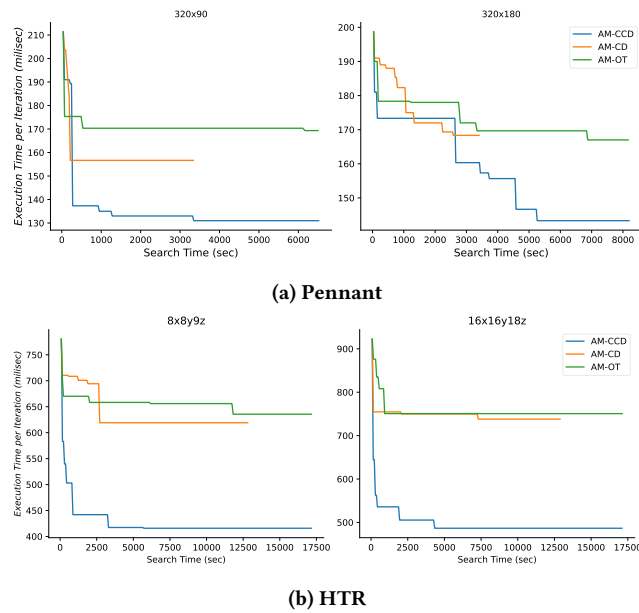 320x90
320x180
Execution Time per Iteration (milisec)
210
200
190
180
170
160
150
140
130
0 1000 2000 3000 4000 5000 6000
Search Time (sec)
200
190
180
170
160
150
0 1000 2000 3000 4000 5000 6000 7000 8000
Search Time (sec)
AM-CCD
AM-CD
AM-OT
(a) Pennant
8x8y9z
16x16y18z
Execution Time per Iteration (milisec)
750
700
650
600
550
500
450
400
0 2500 5000 7500 10000 12500 15000 17500
Search Time (sec)
900
800
700
600
500
0 2500 5000 7500 10000 12500 15000 17500
Search Time (sec)
AM-CCD
AM-CD
AM-OT
(b) HTR